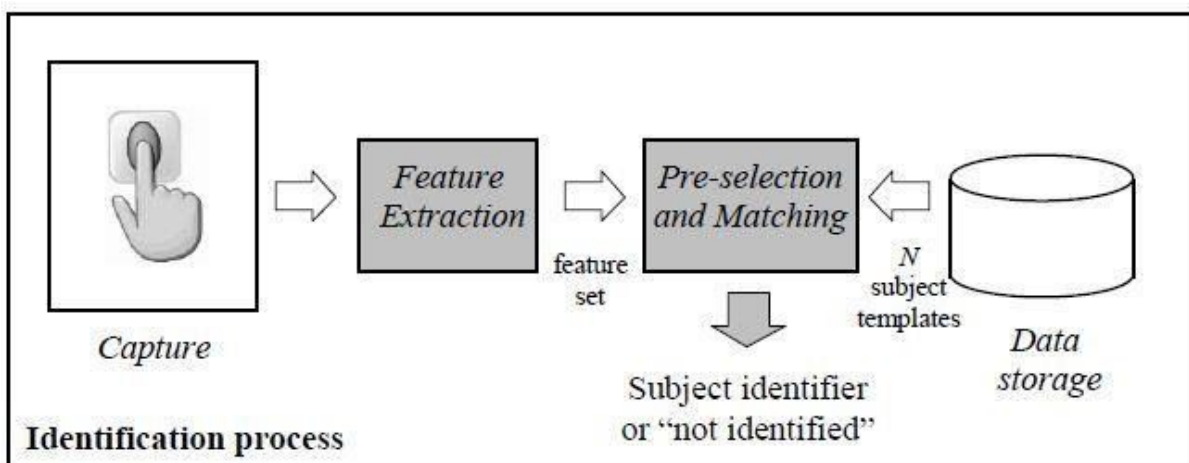 Capture
Feature
Extraction
feature
set
Pre-selection
and Matching
N
subject
templates
Data
storage
Subject identifier
or “not identified”
Identification process